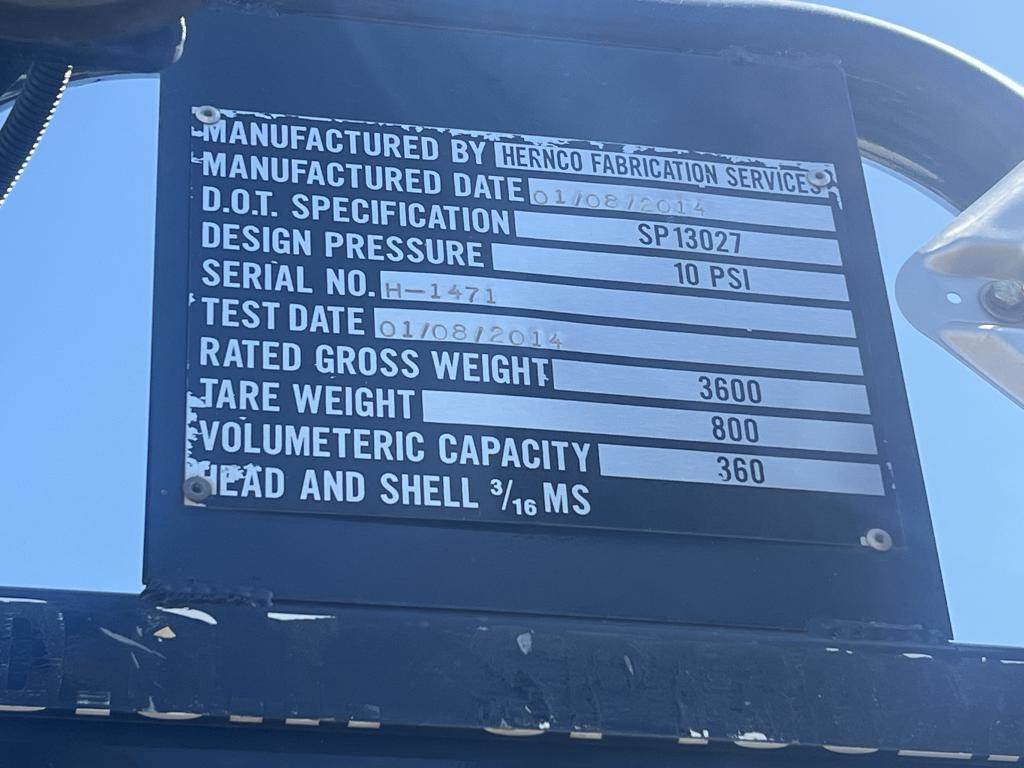 MANUFACTURED BY HERNCO FABRICATION SERVICES
MANUFACTURED DATE 01/08/2014
D.O.T. SPECIFICATION SP13027
DESIGN PRESSURE 10 PSI
SERIAL NO. H-1471
TEST DATE 01/08/2014
RATED GROSS WEIGHT 3600
TARE WEIGHT 800
VOLUMETERIC CAPACITY 360
HEAD AND SHELL 3/16 MS